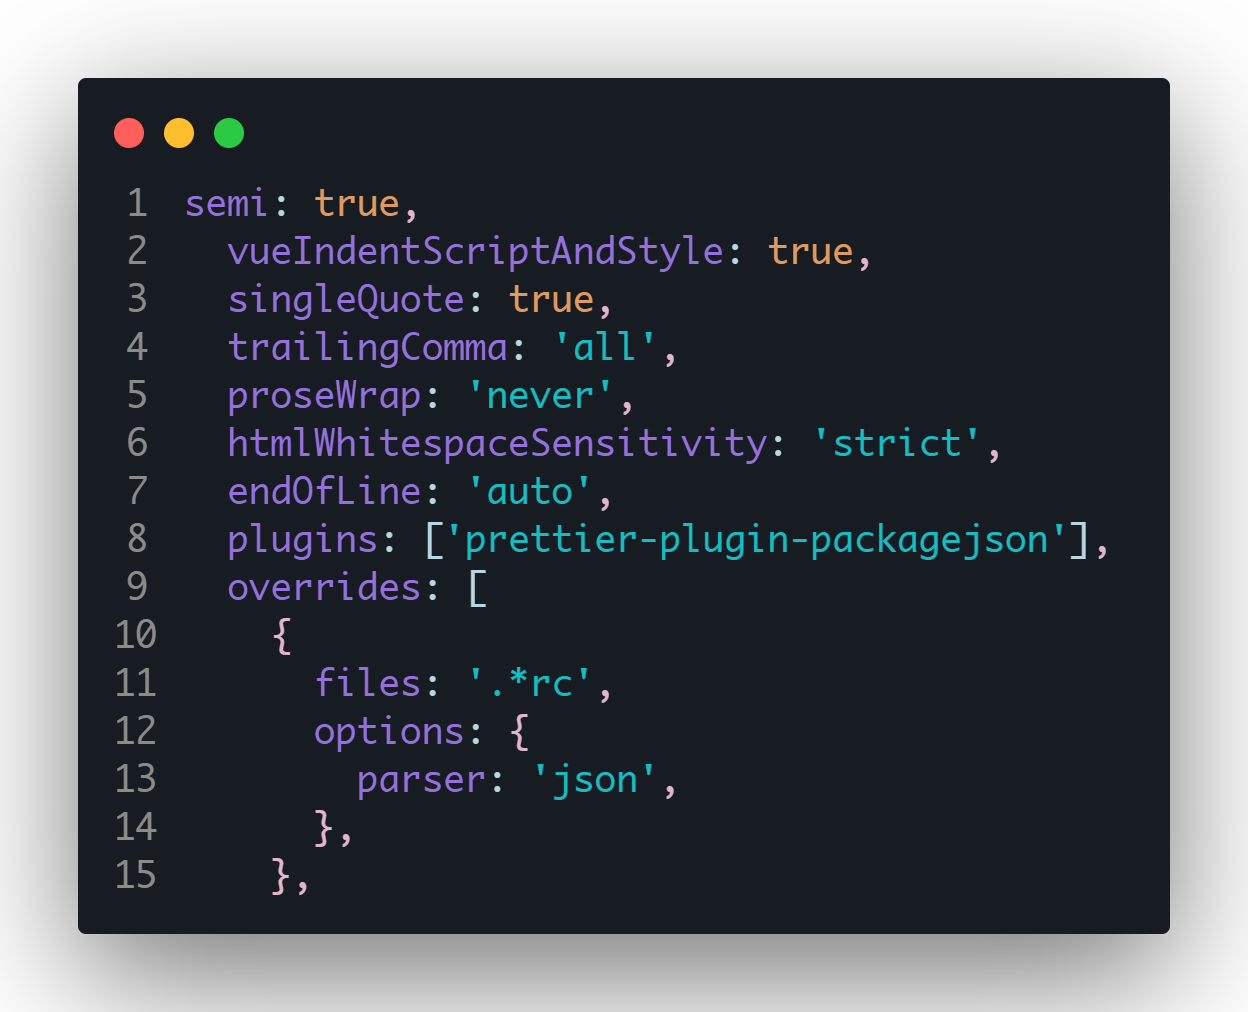 1 semi: true,
2   vueIndentScriptAndStyle: true,
3   singleQuote: true,
4   trailingComma: 'all',
5   proseWrap: 'never',
6   htmlWhitespaceSensitivity: 'strict',
7   endOfLine: 'auto',
8   plugins: ['prettier-plugin-packagejson'],
9   overrides: [
10     {
11       files: '.*rc',
12       options: {
13         parser: 'json',
14       },
15     },